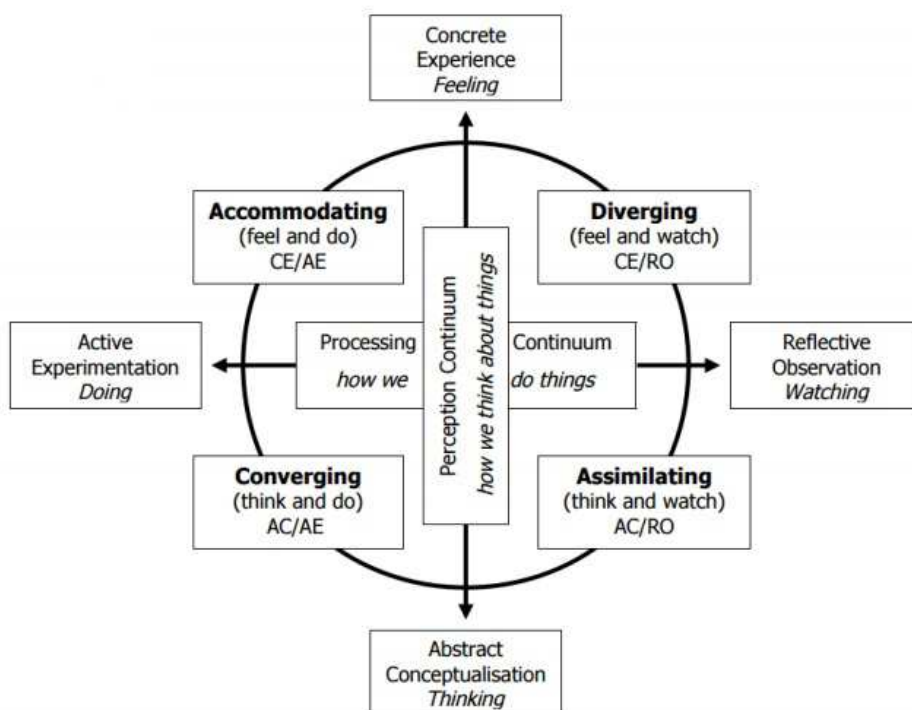 Concrete
Experience
Feeling
Accommodating
(feel and do)
CE/AE
Diverging
(feel and watch)
CE/RO
Perception Continuum
how we think about things
Active
Experimentation
Doing
Processing Continuum
how we do things
Reflective
Observation
Watching
Converging
(think and do)
AC/AE
Assimilating
(think and watch)
AC/RO
Abstract
Conceptualisation
Thinking